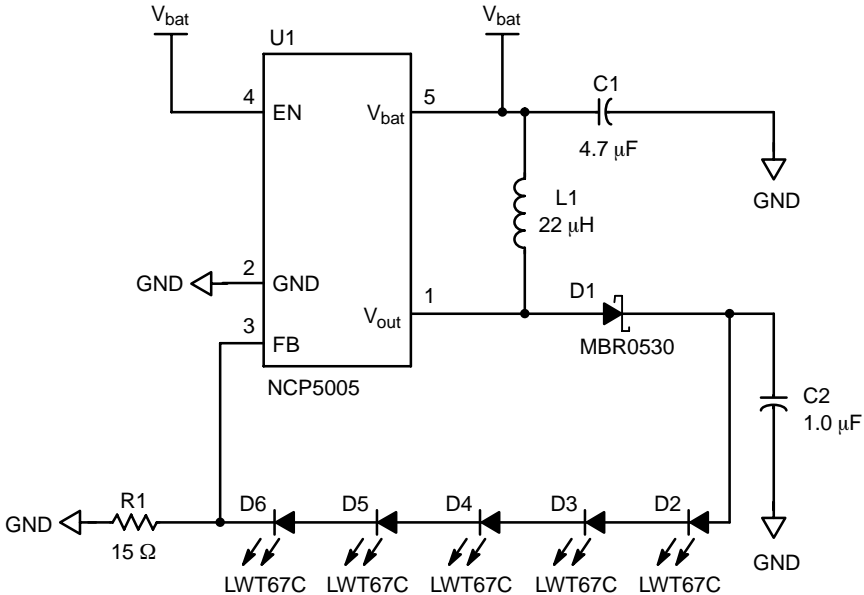 V_bat
V_bat
U1
C1
4
EN
V_bat
5
4.7 μF
GND
L1
22 μH
GND
2
GND
1
V_out
D1
3
FB
MBR0530
NCP5005
C2
1.0 μF
R1
D6
D5
D4
D3
D2
GND
15 Ω
GND
LWT67C
LWT67C
LWT67C
LWT67C
LWT67C